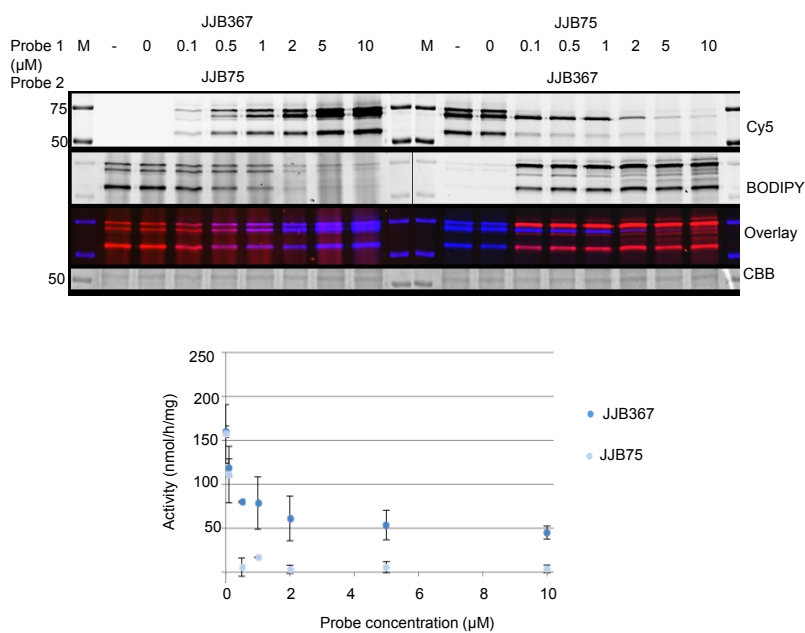 JJB367 JJB75
Probe 1 M - 0 0.1 0.5 1 2 5 10 M - 0 0.1 0.5 1 2 5 10
(µM)
Probe 2 JJB75 JJB367
75
50
Cy5
BODIPY
Overlay
50 CBB
250
200
150
100
50
Activity (nmol/h/mg)
JJB367
JJB75
0 2 4 6 8 10
Probe concentration (µM)